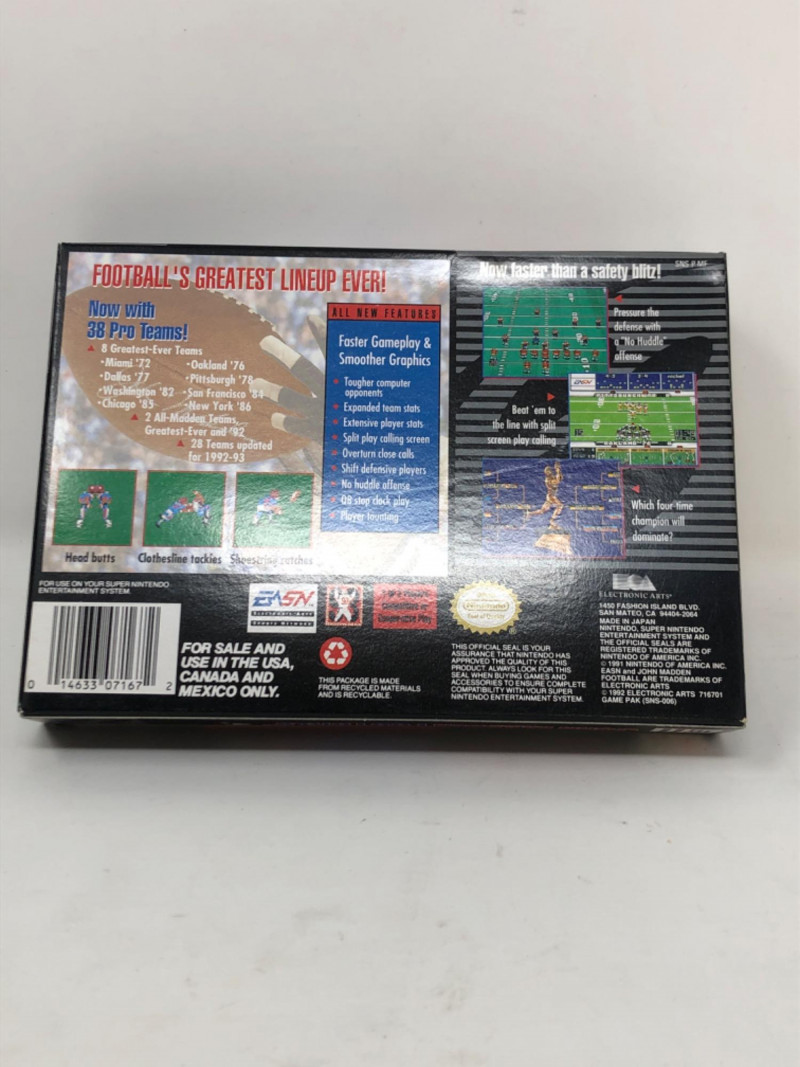 FOOTBALL'S GREATEST LINEUP EVER!
Now with
38 Pro Teams!
8 Greatest-Ever Teams
•Miami '72
•Oakland '76
•Dallas '77
•Pittsburgh '78
•Washington '82
•San Francisco '84
•Chicago '85
•New York '86
2 All-Madden Teams,
Greatest-Ever and '92
28 Teams updated
for 1992-93
Head butts
Clothesline tackles
Shoestring catches
ALL NEW FEATURES
Faster Gameplay &
Smoother Graphics
Tougher computer
opponents
Expanded team stats
Extensive player stats
Split play calling screen
Overturn close calls
Shift defensive players
No huddle offense
QB stop clock play
Player taunting
SNS-P-MF
Now faster than a safety blitz!
Pressure the
defense with
a "No Huddle"
offense
EASN
Beat 'em to
the line with split
screen play calling
Which four-time
champion will
dominate?
FOR USE ON YOUR SUPER NINTENDO
ENTERTAINMENT SYSTEM.
0 14633 07167 2
EASN
FOR SALE AND
USE IN THE USA,
CANADA AND
MEXICO ONLY.
THIS PACKAGE IS MADE
FROM RECYCLED MATERIALS
AND IS RECYCLABLE.
THIS OFFICIAL SEAL IS YOUR
ASSURANCE THAT NINTENDO HAS
APPROVED THE QUALITY OF THIS
PRODUCT. ALWAYS LOOK FOR THIS
SEAL WHEN BUYING GAMES AND
ACCESSORIES TO ENSURE COMPLETE
COMPATIBILITY WITH YOUR SUPER
NINTENDO ENTERTAINMENT SYSTEM.
ELECTRONIC ARTS®
1450 FASHION ISLAND BLVD.
SAN MATEO, CA 94404-2064
MADE IN JAPAN
NINTENDO, SUPER NINTENDO
ENTERTAINMENT SYSTEM AND
THE OFFICIAL SEALS ARE
REGISTERED TRADEMARKS OF
NINTENDO OF AMERICA INC.
© 1991 NINTENDO OF AMERICA INC.
EASN and JOHN MADDEN
FOOTBALL ARE TRADEMARKS OF
ELECTRONIC ARTS
© 1992 ELECTRONIC ARTS 716701
GAME PAK (SNS-006)